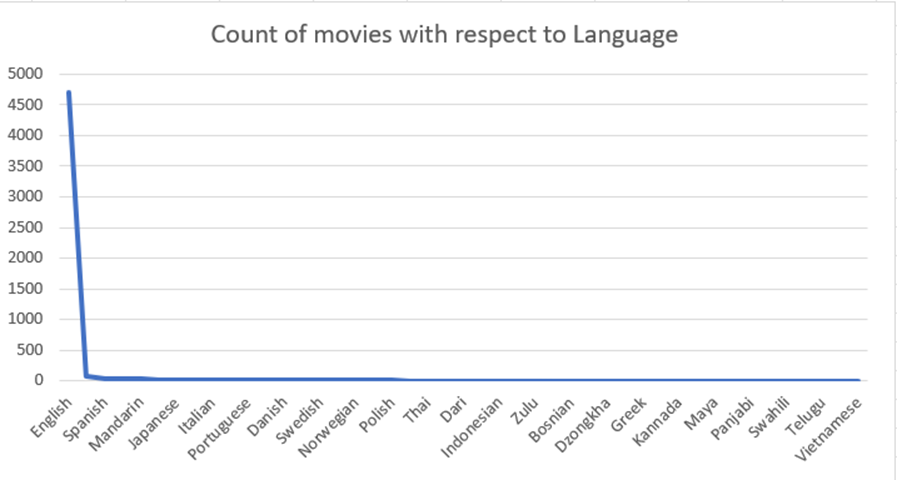 Count of movies with respect to Language
5000
4500
4000
3500
3000
2500
2000
1500
1000
500
0
English
Spanish
Mandarin
Japanese
Italian
Portuguese
Danish
Swedish
Norwegian
Polish
Thai
Dari
Indonesian
Zulu
Bosnian
Dzongkha
Greek
Kannada
Maya
Panjabi
Swahili
Telugu
Vietnamese